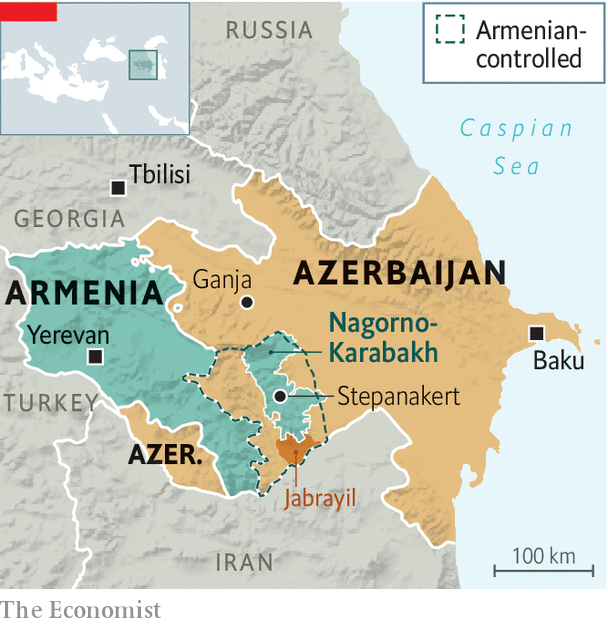 RUSSIA
Armenian-
controlled
Caspian
Sea
Tbilisi
GEORGIA
Ganja
AZERBAIJAN
ARMENIA
Nagorno-
Karabakh
Yerevan
Baku
Stepanakert
TURKEY
AZER.
Jabrayil
IRAN
100 km
The Economist